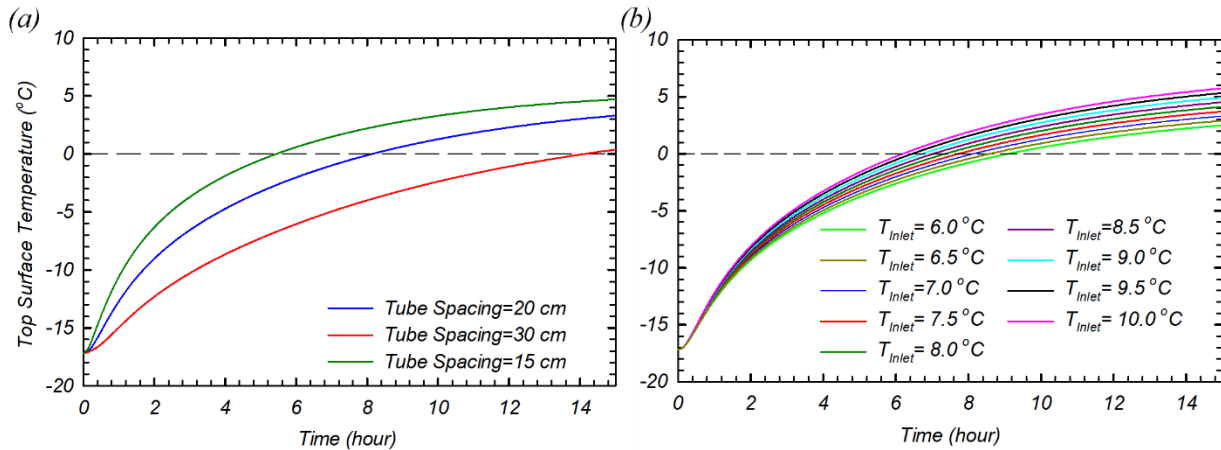 (a)
10
5
0
-5
-10
-15
-20
Top Surface Temperature (°C)
0 2 4 6 8 10 12 14
Time (hour)
Tube Spacing=20 cm
Tube Spacing=30 cm
Tube Spacing=15 cm
(b)
10
5
0
-5
-10
-15
-20
0 2 4 6 8 10 12 14
Time (hour)
T_Inlet= 6.0 °C
T_Inlet= 6.5 °C
T_Inlet=7.0 °C
T_Inlet= 7.5 °C
T_Inlet= 8.0 °C
T_Inlet=8.5 °C
T_Inlet= 9.0 °C
T_Inlet= 9.5 °C
T_Inlet= 10.0 °C